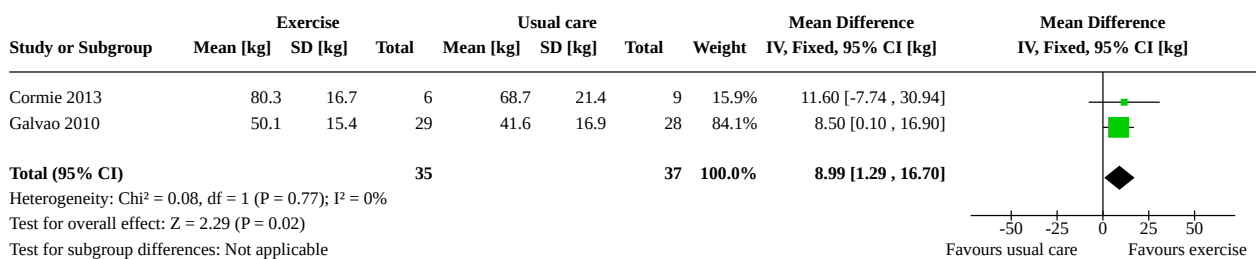 Exercise Usual care Mean Difference Mean Difference
Study or Subgroup Mean [kg] SD [kg] Total Mean [kg] SD [kg] Total Weight IV, Fixed, 95% CI [kg] IV, Fixed, 95% CI [kg]
Cormie 2013 80.3 16.7 6 68.7 21.4 9 15.9% 11.60 [-7.74 , 30.94]
Galvao 2010 50.1 15.4 29 41.6 16.9 28 84.1% 8.50 [0.10 , 16.90]
Total (95% CI) 35 37 100.0% 8.99 [1.29 , 16.70]
Heterogeneity: Chi² = 0.08, df = 1 (P = 0.77); I² = 0%
Test for overall effect: Z = 2.29 (P = 0.02)
-50 -25 0 25 50
Test for subgroup differences: Not applicable
Favours usual care Favours exercise